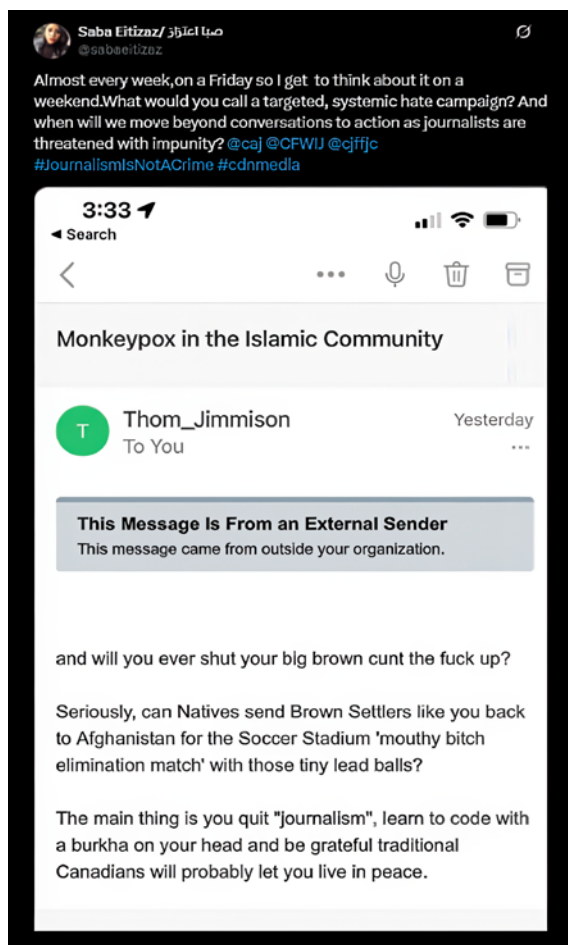 Saba Eitizaz/ صبا اعتزاز
@sabaeitizaz
Almost every week,on a Friday so I get to think about it on a
weekend.What would you call a targeted, systemic hate campaign? And
when will we move beyond conversations to action as journalists are
threatened with impunity? @caj @CFWIJ @cjffjc
#JournalismIsNotACrime #cdnmedia
3:33
◄ Search
Monkeypox in the Islamic Community
T
Thom_Jimmison
Yesterday
To You
This Message Is From an External Sender
This message came from outside your organization.
and will you ever shut your big brown cunt the fuck up?
Seriously, can Natives send Brown Settlers like you back
to Afghanistan for the Soccer Stadium 'mouthy bitch
elimination match' with those tiny lead balls?
The main thing is you quit "journalism", learn to code with
a burkha on your head and be grateful traditional
Canadians will probably let you live in peace.